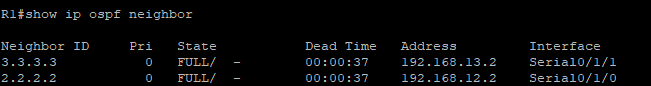 R1#show ip ospf neighbor
Neighbor ID     Pri   State           Dead Time   Address         Interface
3.3.3.3           0   FULL/  -        00:00:37    192.168.13.2    Serial0/1/1
2.2.2.2           0   FULL/  -        00:00:37    192.168.12.2    Serial0/1/0